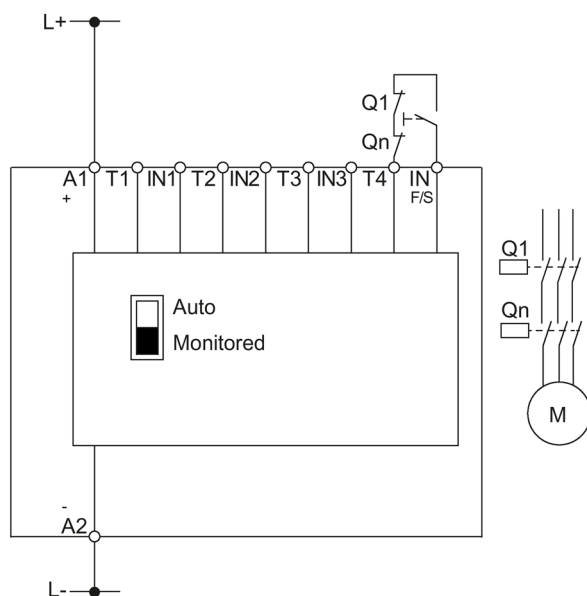 L+
Q1
Qn
A1 T1 IN1 T2 IN2 T3 IN3 T4 IN
+ F/S
Q1
Auto
Qn
Monitored
M
-
A2
L-